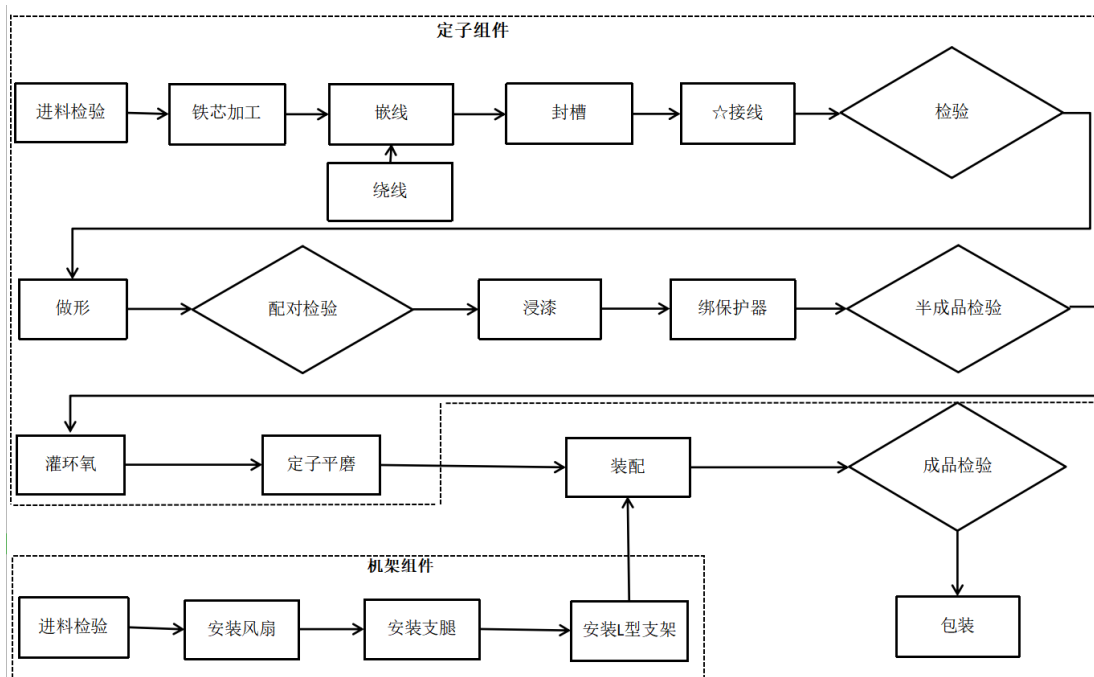 定子组件
进料检验
铁芯加工
嵌线
封槽
☆接线
检验
绕线
做形
配对检验
浸漆
绑保护器
半成品检验
灌环氧
定子平磨
装配
成品检验
机架组件
进料检验
安装风扇
安装支腿
安装L型支架
包装